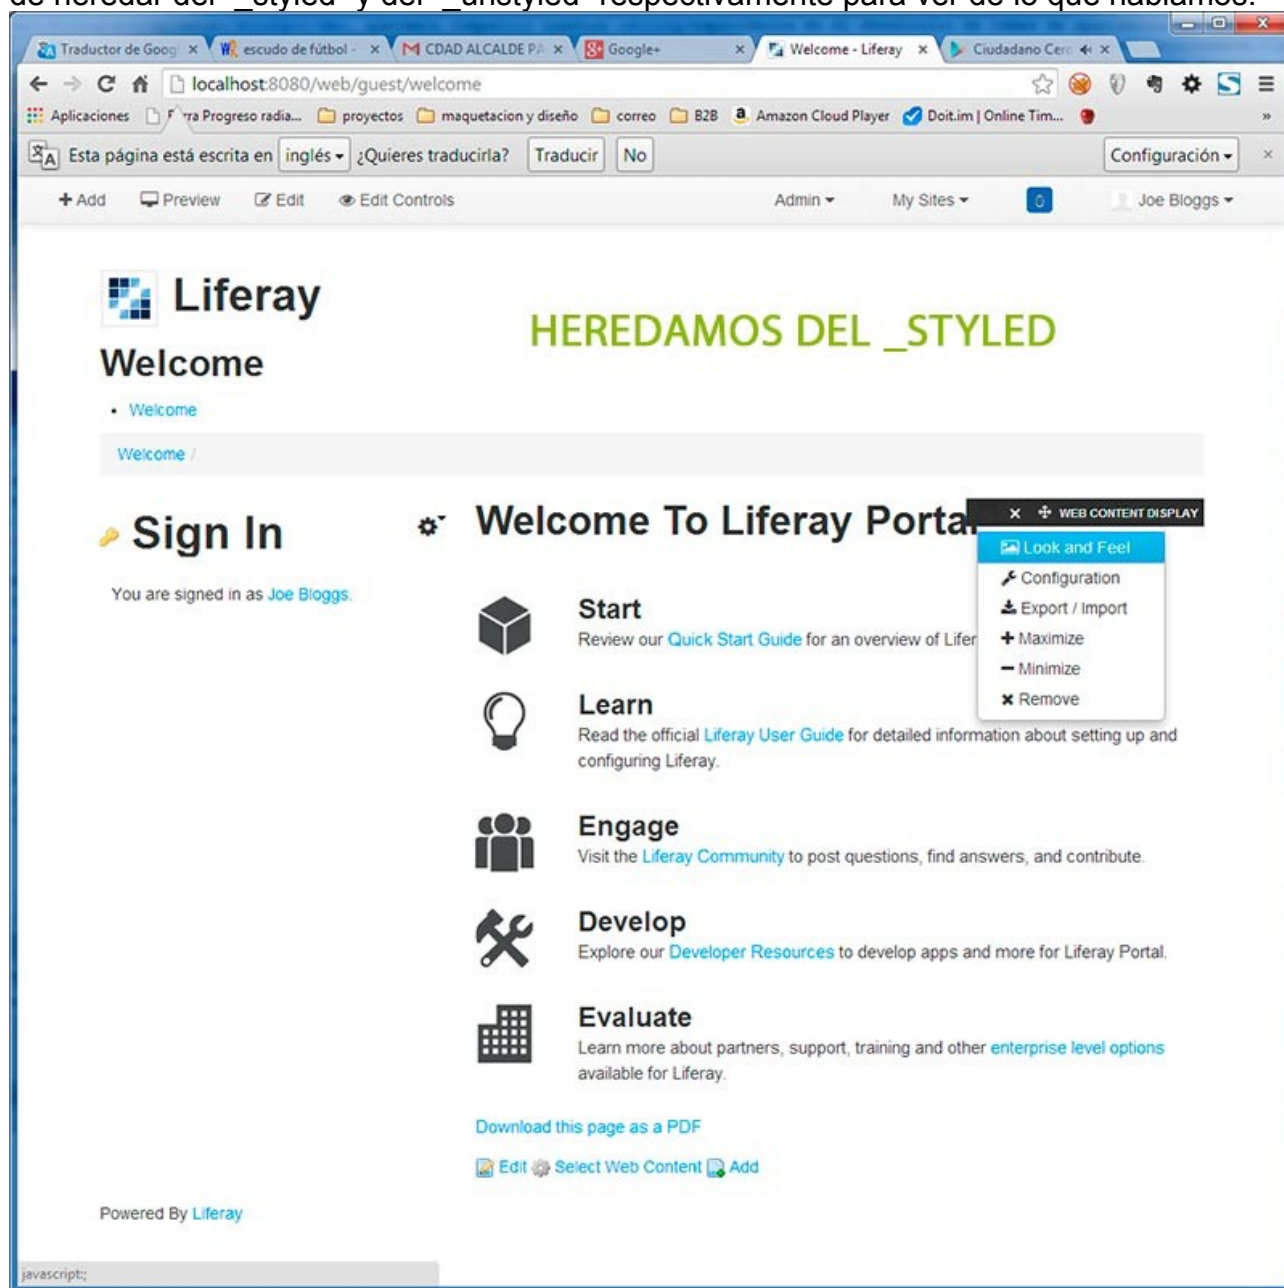 de heredar del "_styled" y del "_unstyled" respectivamente para ver de lo que hablamos:
Traductor de Goog
escudo de fútbol -
CDAD ALCALDE PA
Google+
Welcome - Liferay
Ciudadano Cero
localhost:8080/web/guest/welcome
Aplicaciones
Progreso radia...
proyectos
maquetacion y diseño
correo
B2B
Amazon Cloud Player
Doit.im | Online Tim...
»
Esta página está escrita en inglés ¿Quieres traducirla? Traducir No Configuración
Add Preview Edit Edit Controls Admin My Sites 0 Joe Bloggs
Liferay
HEREDAMOS DEL _STYLED
Welcome
• Welcome
Welcome /
Sign In
You are signed in as Joe Bloggs.
Welcome To Liferay Portal
WEB CONTENT DISPLAY
Look and Feel
Configuration
Export / Import
Maximize
Minimize
Remove
Start
Review our Quick Start Guide for an overview of Lifer
Learn
Read the official Liferay User Guide for detailed information about setting up and
configuring Liferay.
Engage
Visit the Liferay Community to post questions, find answers, and contribute.
Develop
Explore our Developer Resources to develop apps and more for Liferay Portal.
Evaluate
Learn more about partners, support, training and other enterprise level options
available for Liferay.
Download this page as a PDF
Edit Select Web Content Add
Powered By Liferay
javascript:;